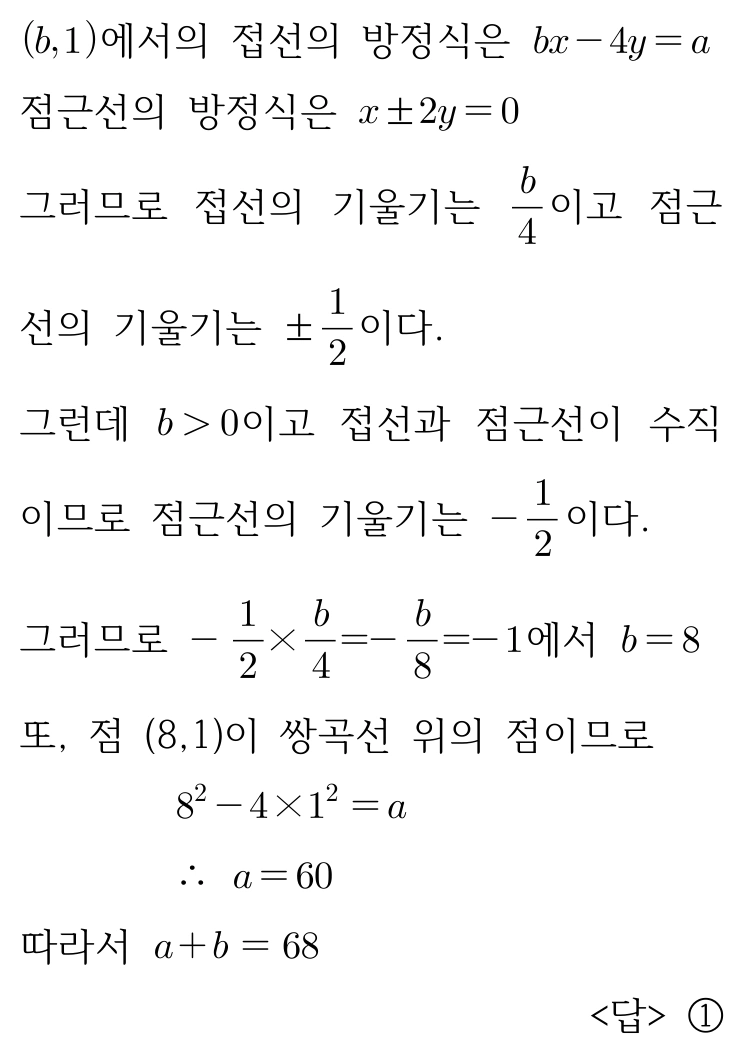 (b,1)에서의 접선의 방정식은 bx−4y=a
점근선의 방정식은 x±2y=0
그러므로 접선의 기울기는 b/4이고 점근
선의 기울기는 ±1/2이다.
그런데 b>0이고 접선과 점근선이 수직
이므로 점근선의 기울기는 −1/2이다.
그러므로 −1/2×b/4=−b/8=−1에서 b=8
또, 점 (8,1)이 쌍곡선 위의 점이므로
8²−4×1²=a
∴ a=60
따라서 a+b=68
<답> ①